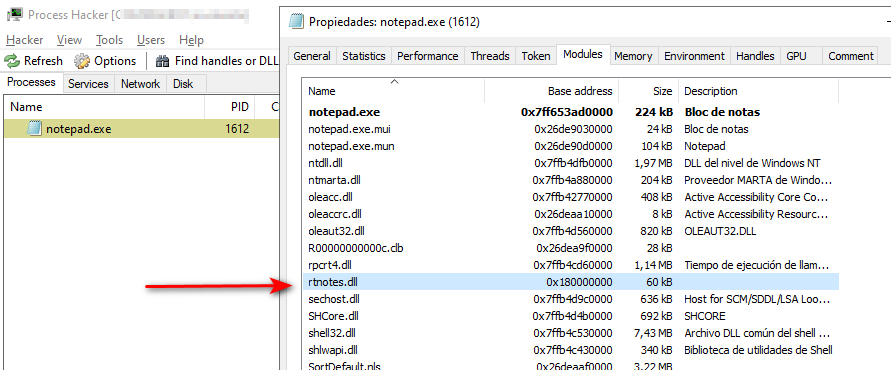 Process Hacker [
Hacker View Tools Users Help
Refresh Options Find handles or DLL
Processes Services Network Disk
Name PID C
notepad.exe 1612
Propiedades: notepad.exe (1612)
General Statistics Performance Threads Token Modules Memory Environment Handles GPU Comment
Name Base address Size Description
notepad.exe 0x7ff653ad0000 224 kB Bloc de notas
notepad.exe.mui 0x26de9030000 24 kB Bloc de notas
notepad.exe.mun 0x26de90d0000 104 kB Notepad
ntdll.dll 0x7ffb4dfb0000 1,97 MB DLL del nivel de Windows NT
ntmarta.dll 0x7ffb4a880000 204 kB Proveedor MARTA de Windo...
oleacc.dll 0x7ffb42770000 408 kB Active Accessibility Core Co...
oleaccrc.dll 0x26deaa10000 8 kB Active Accessibility Resourc...
oleaut32.dll 0x7ffb4d560000 820 kB OLEAUT32.DLL
R00000000000c.clb 0x26dea9f0000 28 kB
rpcrt4.dll 0x7ffb4cd60000 1,14 MB Tiempo de ejecución de llam...
rtnotes.dll 0x180000000 60 kB
sechost.dll 0x7ffb4d9c0000 636 kB Host for SCM/SDDL/LSA Loo...
SHCore.dll 0x7ffb4d4b0000 692 kB SHCORE
shell32.dll 0x7ffb4c530000 7,43 MB Archivo DLL común del shell ...
shlwapi.dll 0x7ffb4c430000 340 kB Biblioteca de utilidades de Shell
SortDefault.nls 0x26deaaf0000 3,22 MB